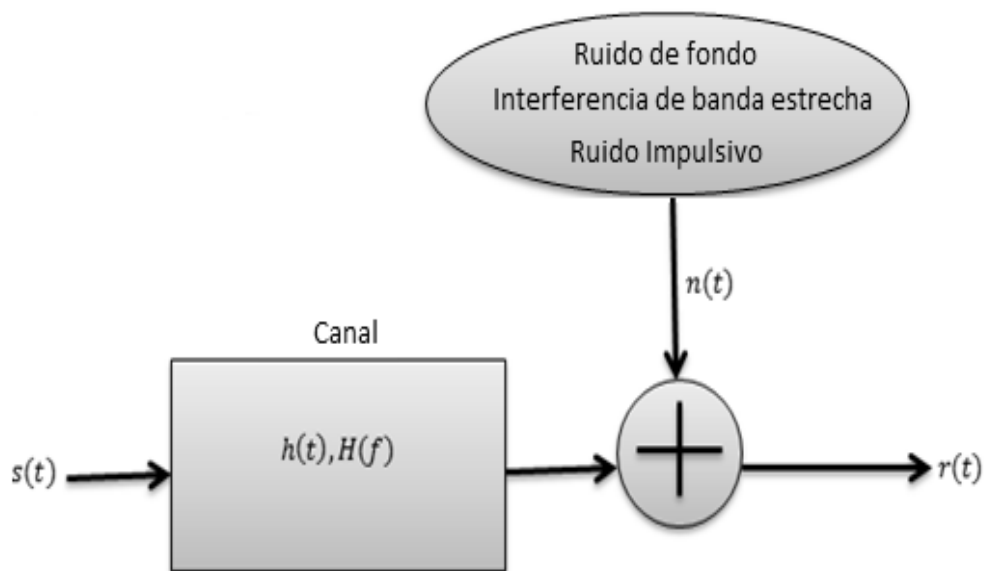 Ruido de fondo
Interferencia de banda estrecha
Ruido Impulsivo
n(t)
Canal
h(t), H(f)
s(t)
r(t)